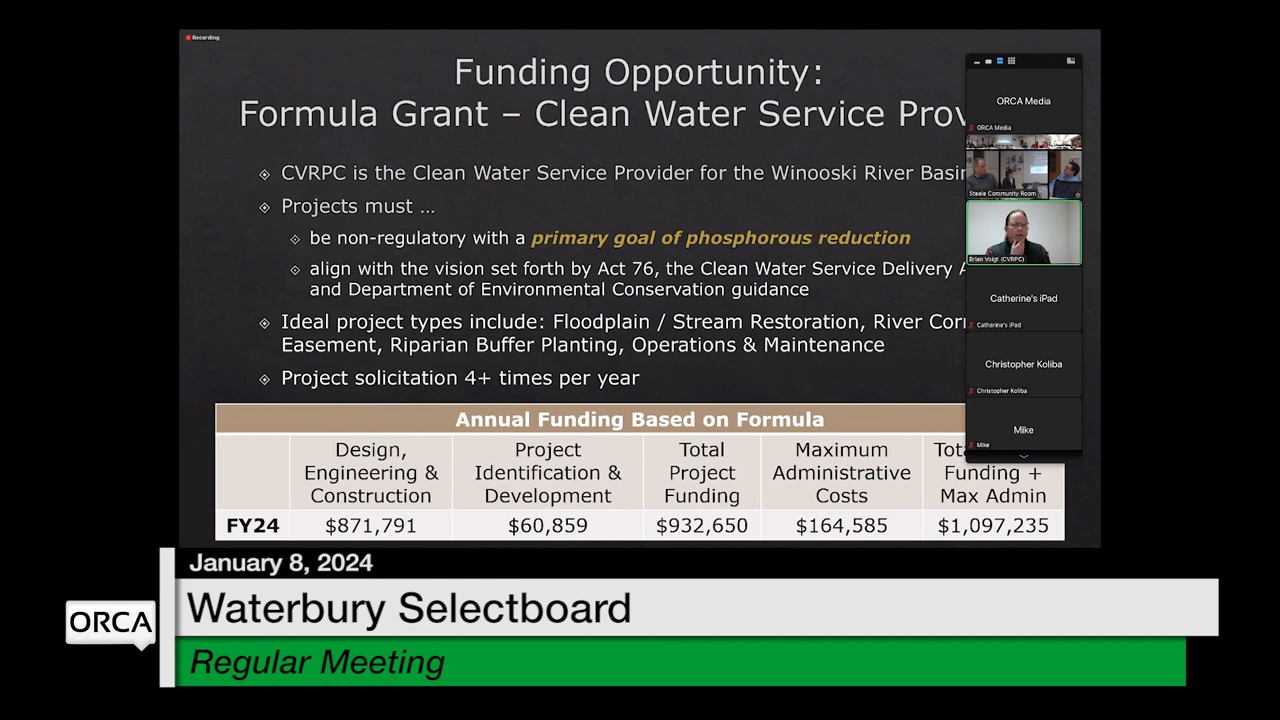 Recording
Funding Opportunity:
Formula Grant – Clean Water Service Prov
CVRPC is the Clean Water Service Provider for the Winooski River Basin
Projects must …
be non-regulatory with a primary goal of phosphorous reduction
align with the vision set forth by Act 76, the Clean Water Service Delivery A
and Department of Environmental Conservation guidance
Ideal project types include: Floodplain / Stream Restoration, River Corr
Easement, Riparian Buffer Planting, Operations & Maintenance
Project solicitation 4+ times per year
ORCA Media
ORCA Media
Steele Community Room
Brian Voigt (CVRPC)
Catherine's iPad
Catherine's iPad
Christopher Koliba
Christopher Koliba
Mike
Mike
Annual Funding Based on Formula
Design, Engineering & Construction
Project Identification & Development
Total Project Funding
Maximum Administrative Costs
Funding + Max Admin
FY24 $871,791 $60,859 $932,650 $164,585 $1,097,235
January 8, 2024
ORCA
Waterbury Selectboard
Regular Meeting